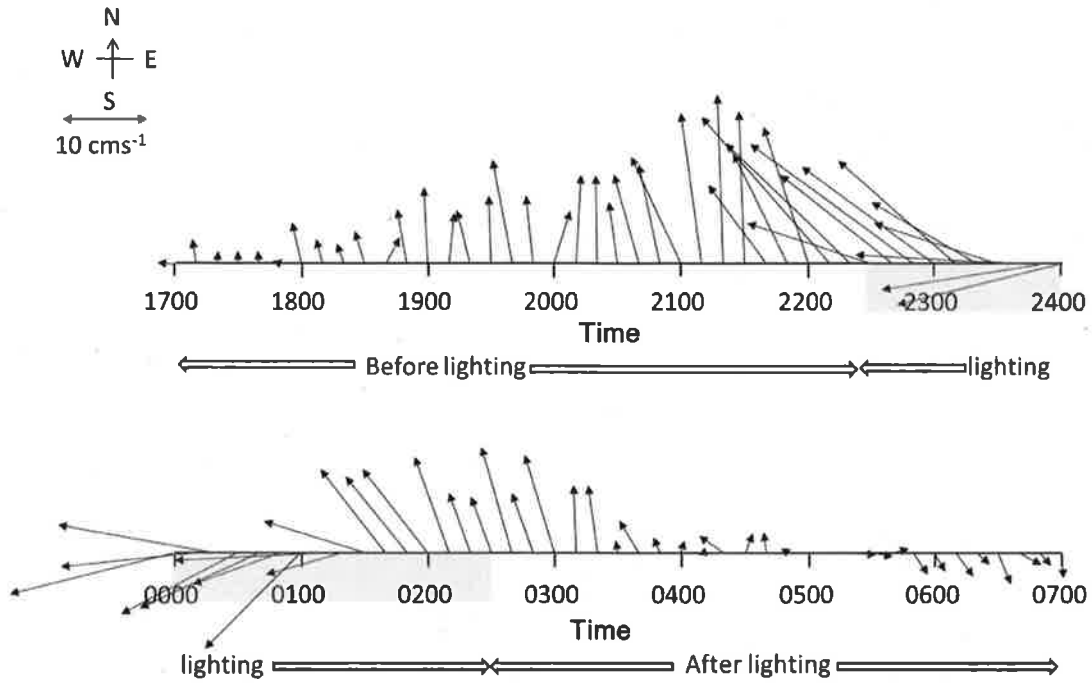 N
W E
S
10 cms⁻¹
1700 1800 1900 2000 2100 2200 2300 2400
Time
Before lighting lighting
0000 0100 0200 0300 0400 0500 0600 0700
Time
lighting After lighting